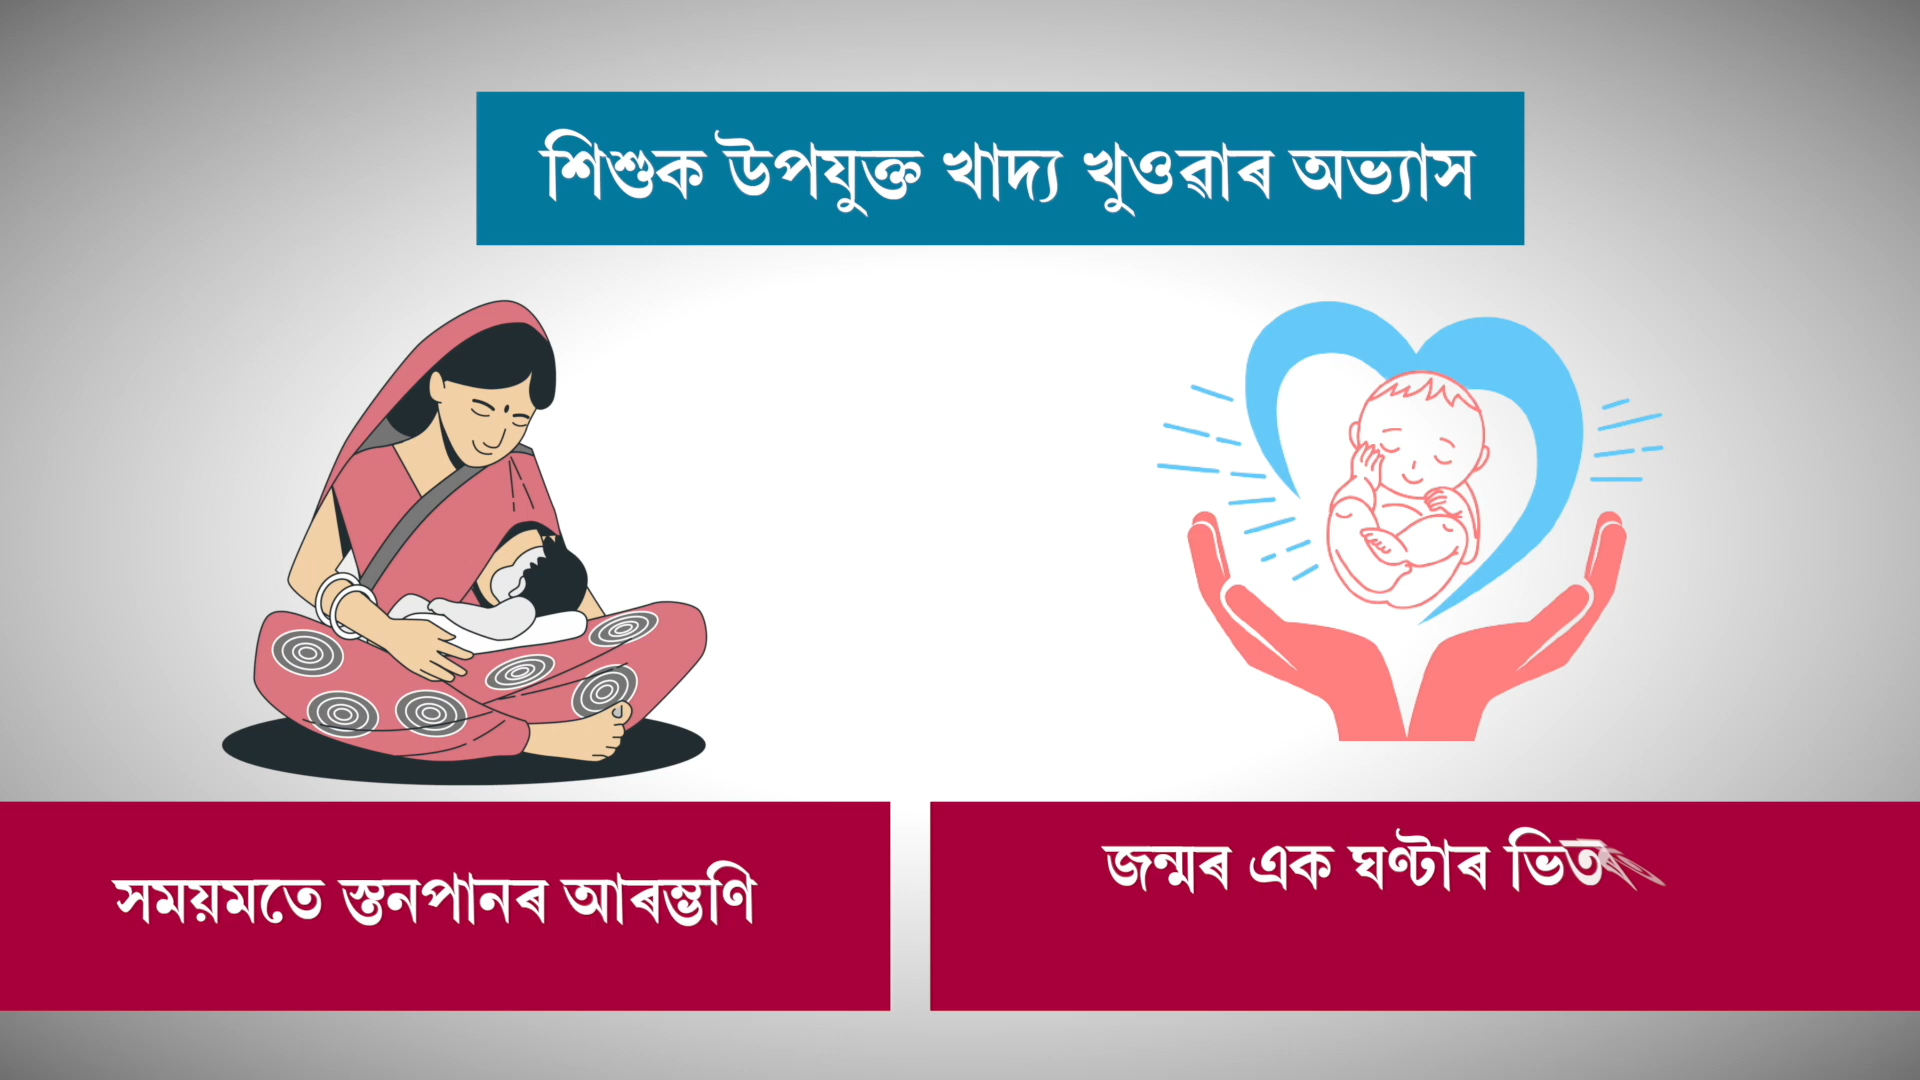 শিশুক উপযুক্ত খাদ্য খুওৱাৰ অভ্যাস
সময়মতে স্তনপানৰ আৰম্ভণি
জন্মৰ এক ঘণ্টাৰ